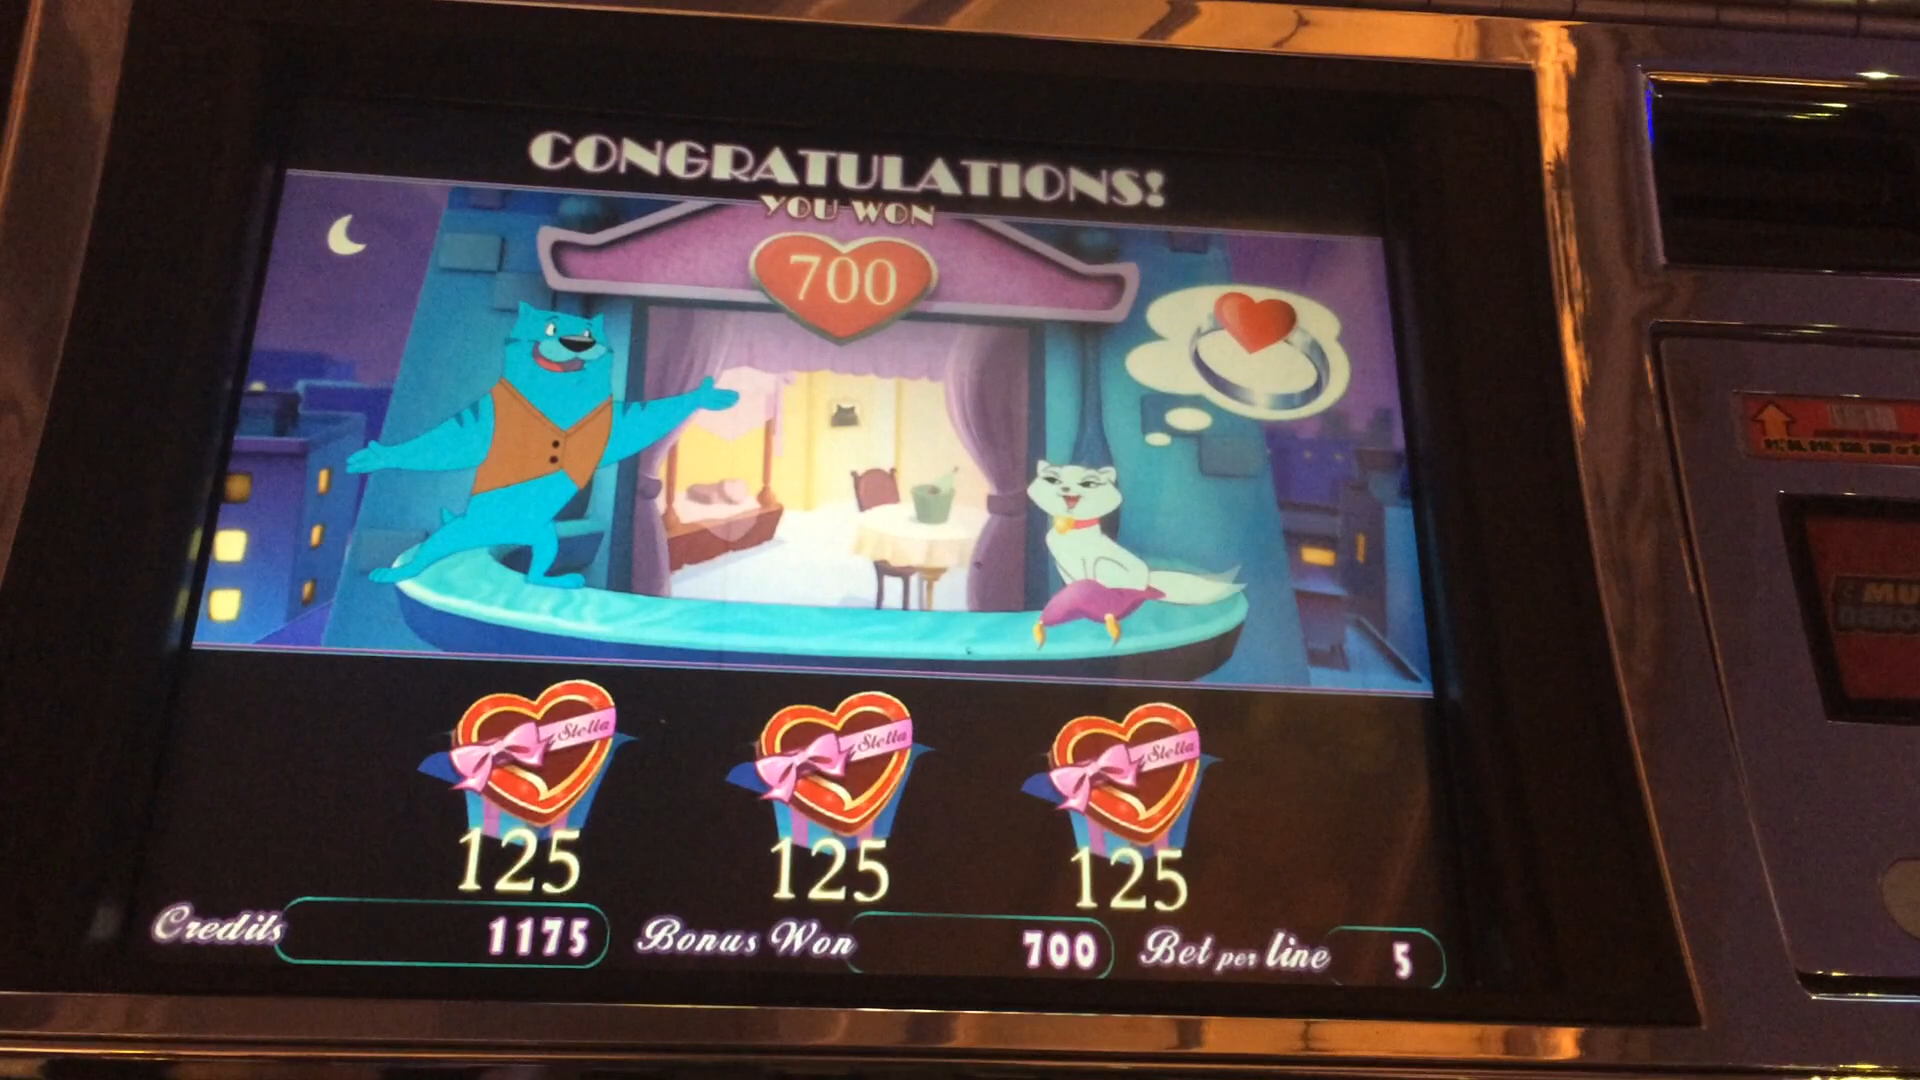 CONGRATULATIONS!
YOU WON
700
Stella
Stella
Stella
125
125
125
Credits 1175 Bonus Won 700 Bet per line 5
MU